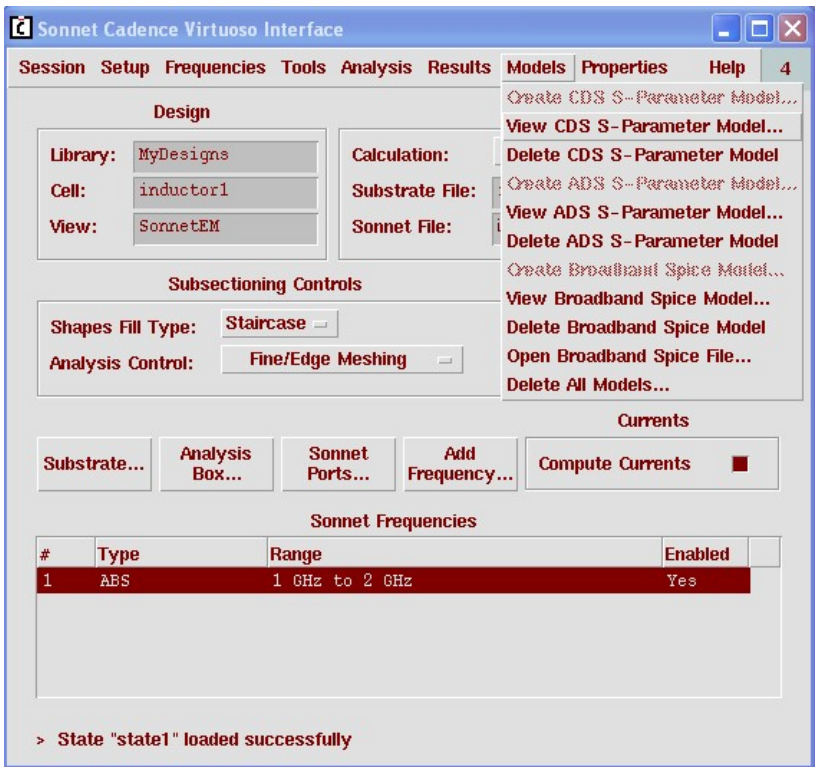 Sonnet Cadence Virtuoso Interface
Session Setup Frequencies Tools Analysis Results Models Properties Help 4
Design
Library: MyDesigns
Cell: inductor1
View: SonnetEM
Calculation:
Substrate File:
Sonnet File:
Create CDS S-Parameter Model...
View CDS S-Parameter Model...
Delete CDS S-Parameter Model
Create ADS S-Parameter Model...
View ADS S-Parameter Model...
Delete ADS S-Parameter Model
Create Broadband Spice Model...
View Broadband Spice Model...
Delete Broadband Spice Model
Open Broadband Spice File...
Delete All Models...
Subsectioning Controls
Shapes Fill Type: Staircase
Analysis Control: Fine/Edge Meshing
Currents
Substrate...
Analysis
Box...
Sonnet
Ports...
Add
Frequency...
Compute Currents
Sonnet Frequencies
# Type Range Enabled
1 ABS 1 GHz to 2 GHz Yes
> State "state1" loaded successfully